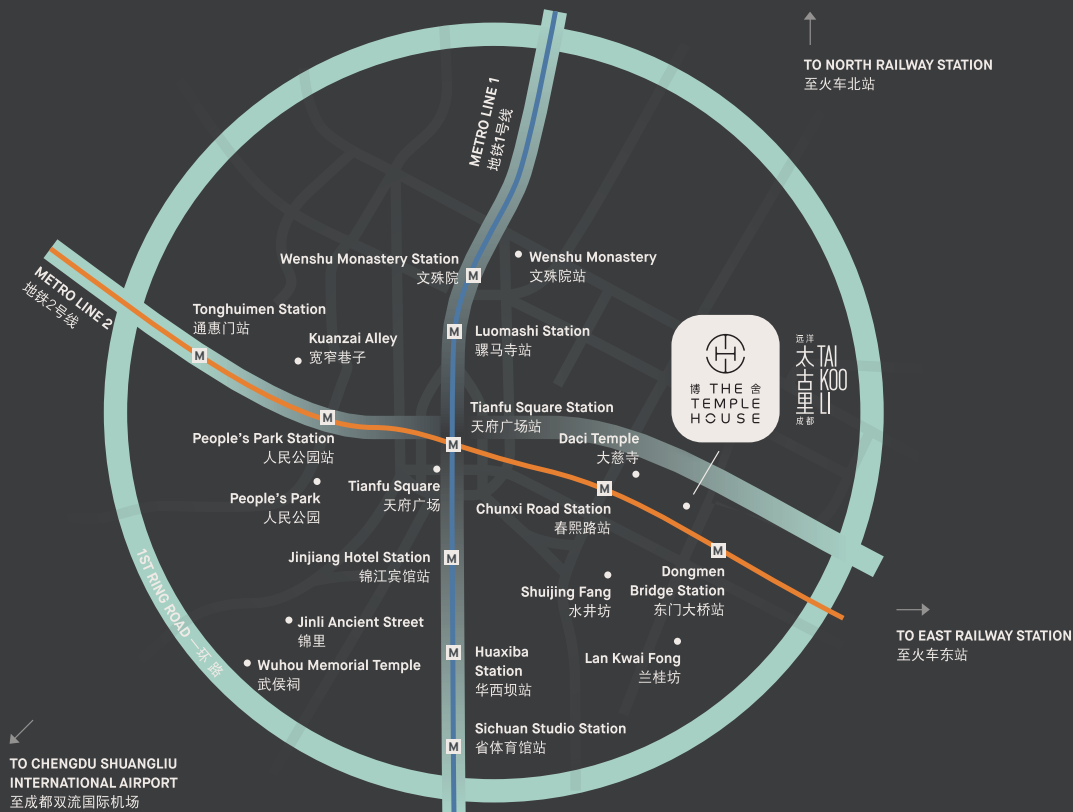 TO NORTH RAILWAY STATION
至火车北站
METRO LINE 1
地铁1号线
Wenshu Monastery Station
文殊院
M
Wenshu Monastery
文殊院站
METRO LINE 2
地铁2号线
Tonghuimen Station
通惠门站
M
Kuanzai Alley
宽窄巷子
M
Luomashi Station
骡马寺站
博 THE 舍
TEMPLE
HOUSE
远洋
太古里
成都
TAI
KOO
LI
M
People's Park Station
人民公园站
Tianfu Square Station
天府广场站
M
Daci Temple
大慈寺
People's Park
人民公园
Tianfu Square
天府广场
M
Chunxi Road Station
春熙路站
Jinjiang Hotel Station
锦江宾馆站
M
M
Dongmen
Bridge Station
东门大桥站
Shuijing Fang
水井坊
1ST RING ROAD 一环路
Jinli Ancient Street
锦里
Wuhou Memorial Temple
武侯祠
M
Huaxiba
Station
华西坝站
Lan Kwai Fong
兰桂坊
TO EAST RAILWAY STATION
至火车东站
M
Sichuan Studio Station
省体育馆站
TO CHENGDU SHUANGLIU
INTERNATIONAL AIRPORT
至成都双流国际机场